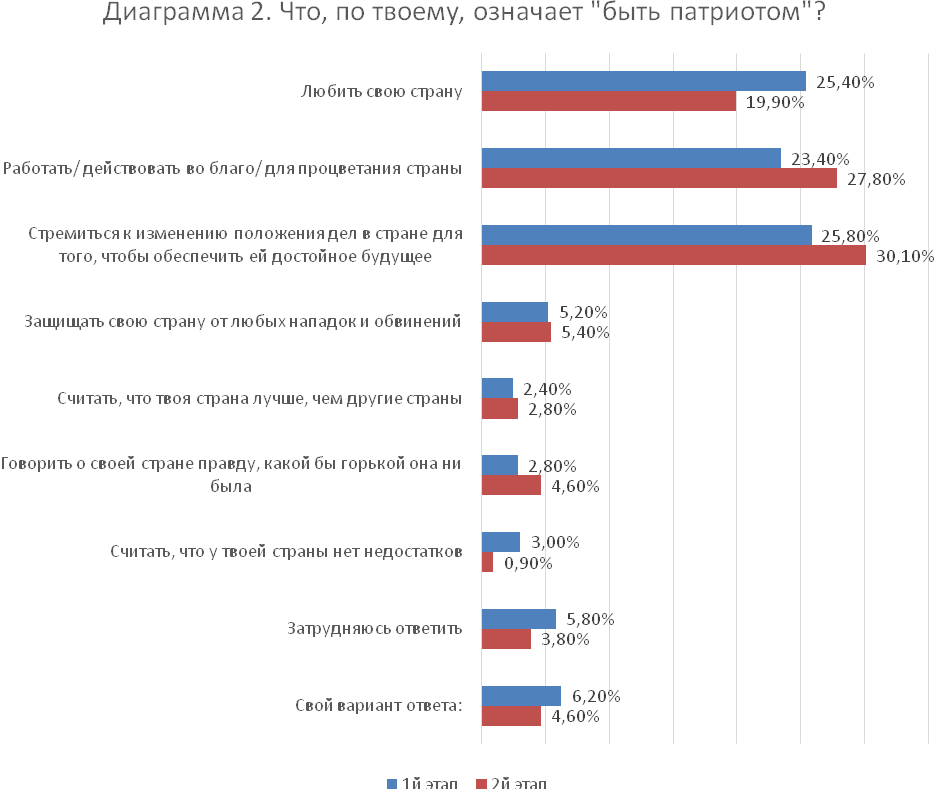 Диаграмма 2. Что, по твоему, означает "быть патриотом"?
Любить свою страну
25,40%
19,90%
Работать/действовать во благо/для процветания страны
23,40%
27,80%
Стремиться к изменению положения дел в стране для
того, чтобы обеспечить ей достойное будущее
25,80%
30,10%
Защищать свою страну от любых нападок и обвинений
5,20%
5,40%
Считать, что твоя страна лучше, чем другие страны
2,40%
2,80%
Говорить о своей стране правду, какой бы горькой она ни
была
2,80%
4,60%
Считать, что у твоей страны нет недостатков
3,00%
0,90%
Затрудняюсь ответить
5,80%
3,80%
Свой вариант ответа:
6,20%
4,60%
1й этап 2й этап